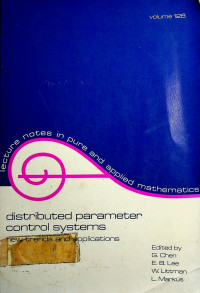 volume 128
lecture notes in pure and applied mathematics
distributed parameter
control systems
new trends and applications
Edited by
G. Chen
E. B. Lee
W. Littman
L. Markus